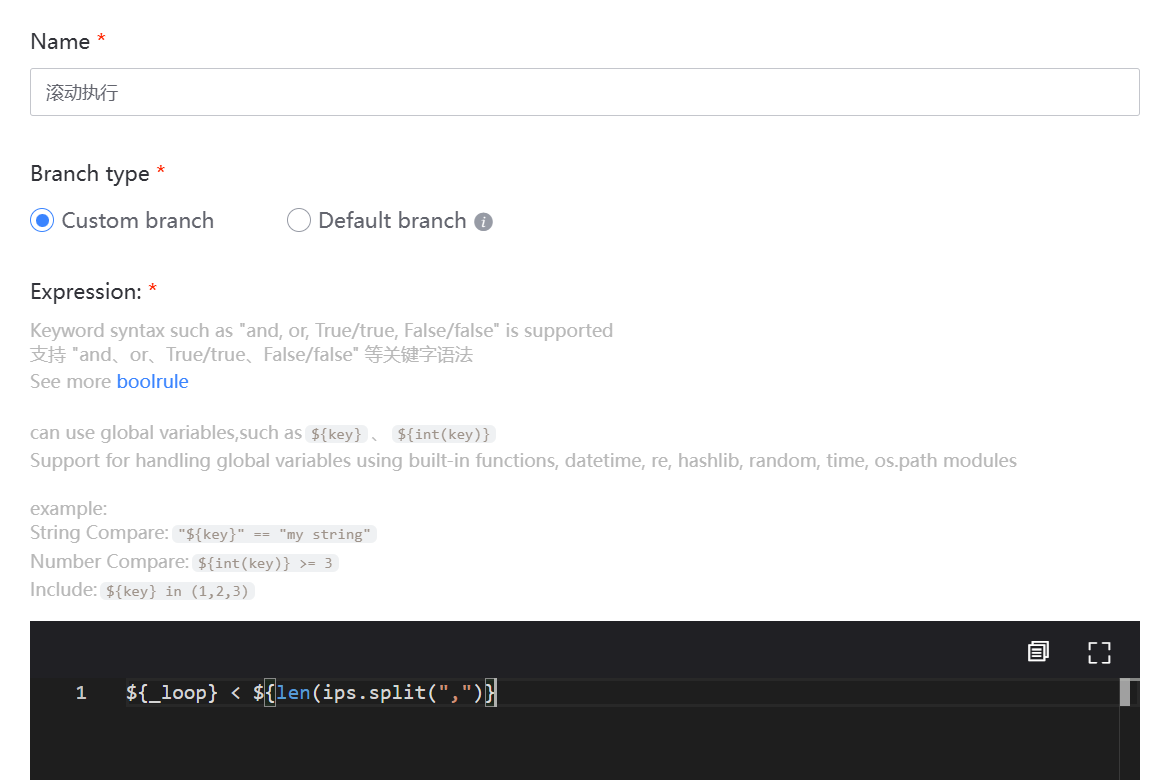 Name *
滚动执行
Branch type *
Custom branch Default branch i
Expression: *
Keyword syntax such as "and, or, True/true, False/false" is supported
支持 "and、or、True/true、False/false" 等关键字语法
See more boolrule
can use global variables,such as ${key} 、 ${int(key)}
Support for handling global variables using built-in functions, datetime, re, hashlib, random, time, os.path modules
example:
String Compare: "${key}" == "my string"
Number Compare: ${int(key)} >= 3
Include: ${key} in (1,2,3)
1 ${_loop} < ${len(ips.split(",")}